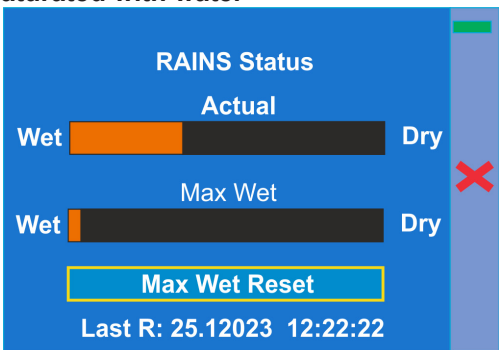 RAINS Status
Actual
Wet Dry
Max Wet
Wet Dry
Max Wet Reset
Last R: 25.12023 12:22:22